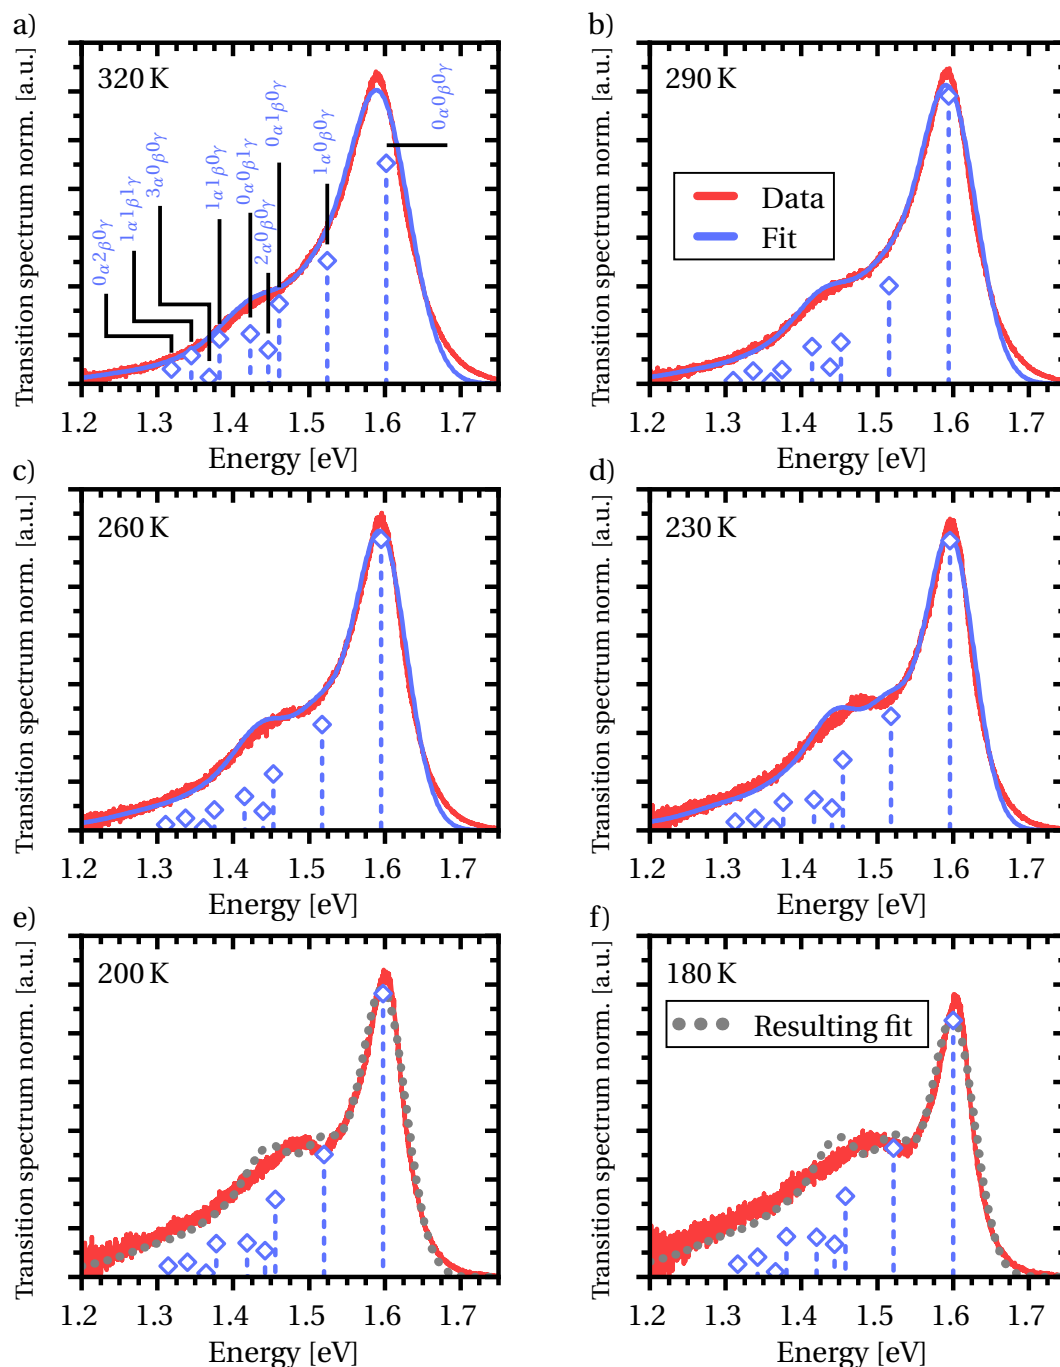 a)
Transition spectrum norm. [a.u.]
320 K
0α2β0γ
1α1β1γ
3α0β0γ
1α1β0γ
0α0β1γ
2α0β0γ
0α1β0γ
1α0β0γ
0α0β0γ
1.2 1.3 1.4 1.5 1.6 1.7
Energy [eV]
b)
Transition spectrum norm. [a.u.]
290 K
Data
Fit
1.2 1.3 1.4 1.5 1.6 1.7
Energy [eV]
c)
Transition spectrum norm. [a.u.]
260 K
1.2 1.3 1.4 1.5 1.6 1.7
Energy [eV]
d)
Transition spectrum norm. [a.u.]
230 K
1.2 1.3 1.4 1.5 1.6 1.7
Energy [eV]
e)
Transition spectrum norm. [a.u.]
200 K
1.2 1.3 1.4 1.5 1.6 1.7
Energy [eV]
f)
Transition spectrum norm. [a.u.]
180 K
Resulting fit
1.2 1.3 1.4 1.5 1.6 1.7
Energy [eV]